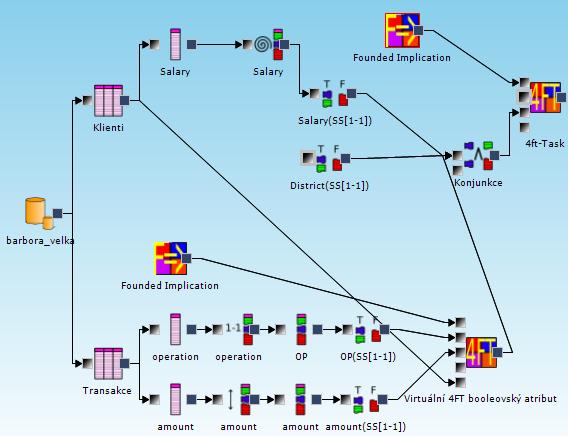 Founded Implication
Salary
Salary
T F
Salary(SS[1-1])
4FT
4ft-Task
Klienti
T F
District(SS[1-1])
Konjunkce
barbora_velka
Founded Implication
1-1
T F
operation
operation
OP
OP(SS[1-1])
4FT
Transakce
T F
Virtuální 4FT booleovský atribut
amount
amount
amount
amount(SS[1-1])